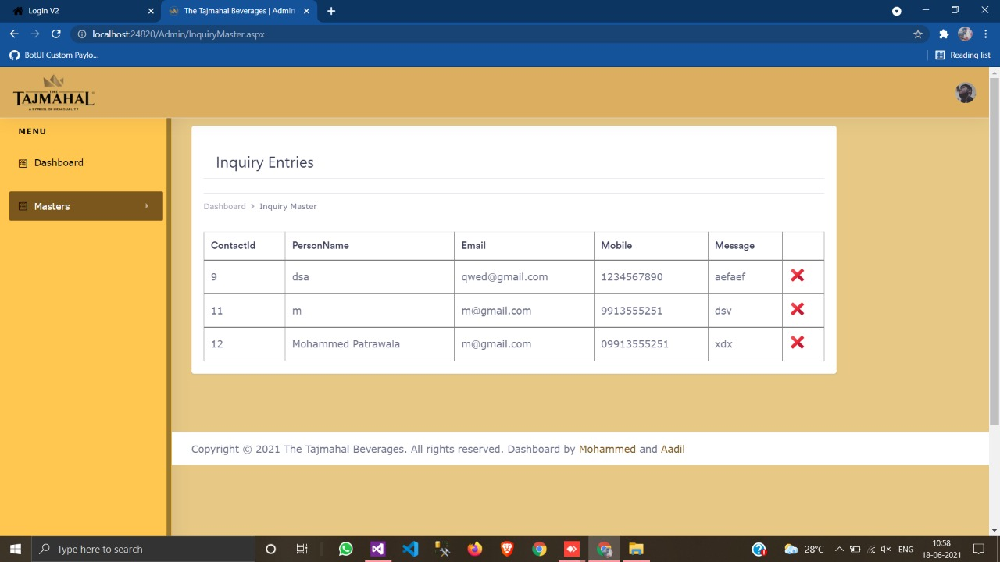 Login V2
The Tajmahal Beverages | Admin
localhost:24820/Admin/InquiryMaster.aspx
BotUI Custom Paylo...
Reading list
THE
TAJMAHAL
MENU
Dashboard
Masters
Inquiry Entries
Dashboard > Inquiry Master
ContactId PersonName Email Mobile Message
9 dsa qwed@gmail.com 1234567890 aefaef
11 m m@gmail.com 9913555251 dsv
12 Mohammed Patrawala m@gmail.com 09913555251 xdx
Copyright © 2021 The Tajmahal Beverages. All rights reserved. Dashboard by Mohammed and Aadil
Type here to search
28°C
ENG
10:58
18-06-2021